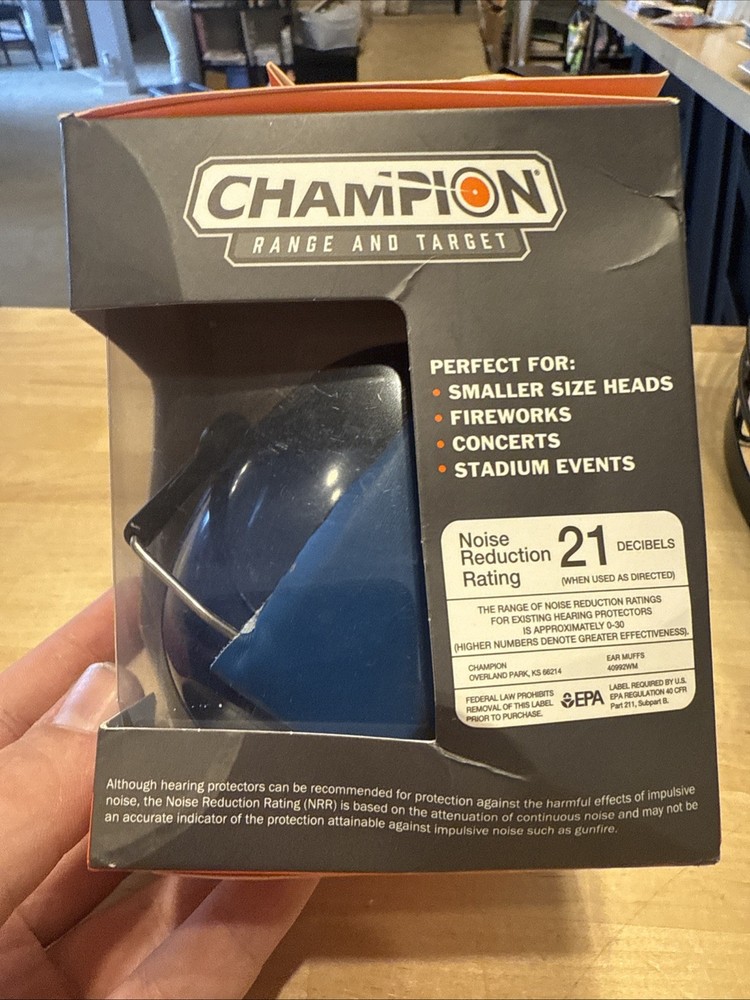 CHAMPION®
RANGE AND TARGET
PERFECT FOR:
• SMALLER SIZE HEADS
• FIREWORKS
• CONCERTS
• STADIUM EVENTS
Noise
Reduction
Rating
21 DECIBELS
(WHEN USED AS DIRECTED)
THE RANGE OF NOISE REDUCTION RATINGS
FOR EXISTING HEARING PROTECTORS
IS APPROXIMATELY 0-30
(HIGHER NUMBERS DENOTE GREATER EFFECTIVENESS).
CHAMPION
OVERLAND PARK, KS 66214
EAR MUFFS
40992WM
FEDERAL LAW PROHIBITS
REMOVAL OF THIS LABEL
PRIOR TO PURCHASE.
EPA
LABEL REQUIRED BY U.S.
EPA REGULATION 40 CFR
Part 211, Subpart B.
Although hearing protectors can be recommended for protection against the harmful effects of impulsive
noise, the Noise Reduction Rating (NRR) is based on the attenuation of continuous noise and may not be
an accurate indicator of the protection attainable against impulsive noise such as gunfire.